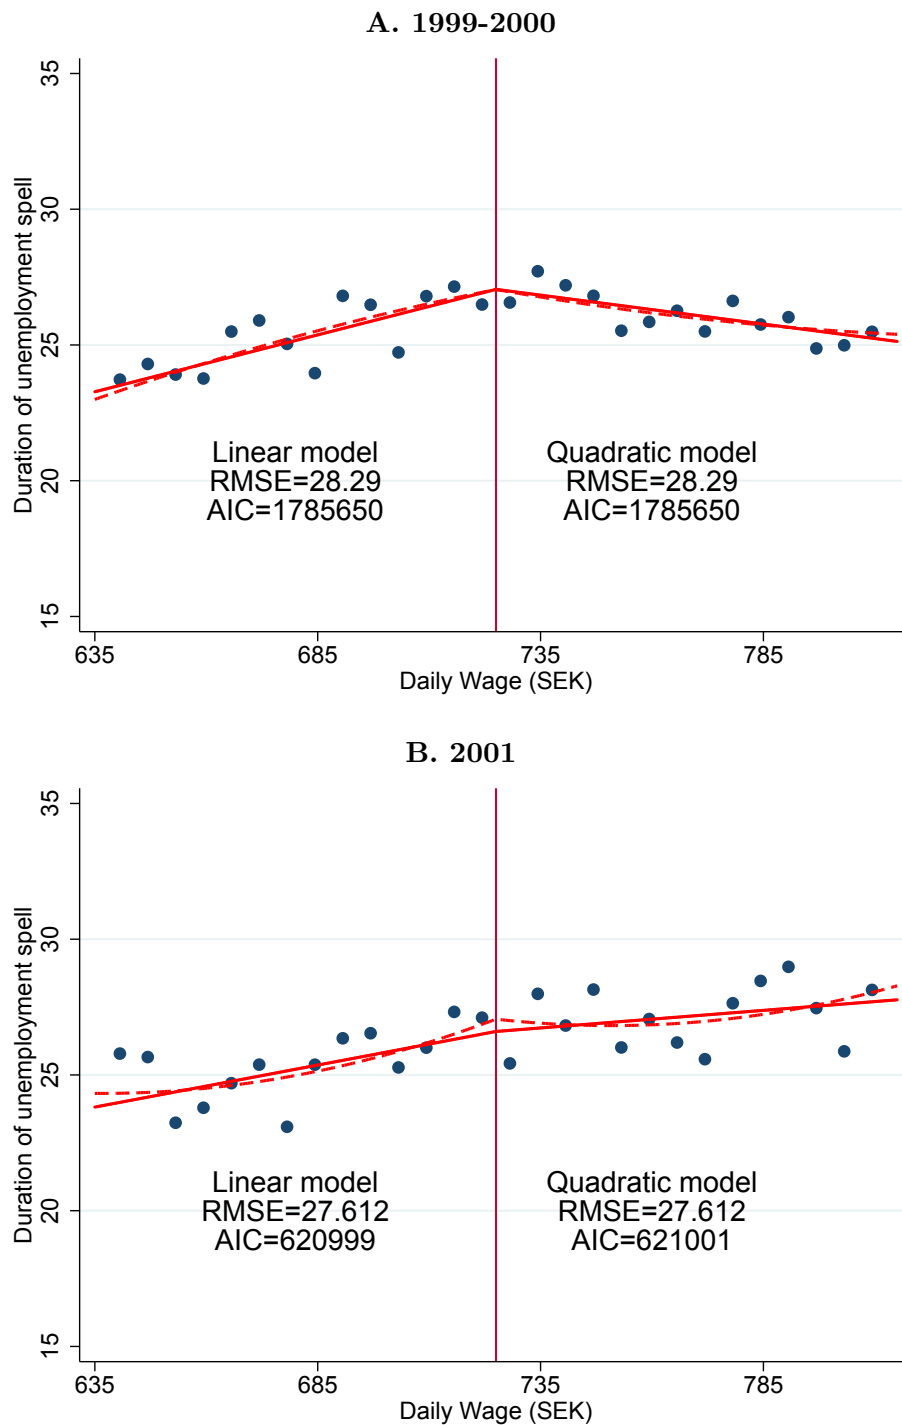 A. 1999-2000
Duration of unemployment spell
35
30
25
20
15
Linear model
RMSE=28.29
AIC=1785650
Quadratic model
RMSE=28.29
AIC=1785650
635
685
735
785
Daily Wage (SEK)
B. 2001
Duration of unemployment spell
35
30
25
20
15
Linear model
RMSE=27.612
AIC=620999
Quadratic model
RMSE=27.612
AIC=621001
635
685
735
785
Daily Wage (SEK)